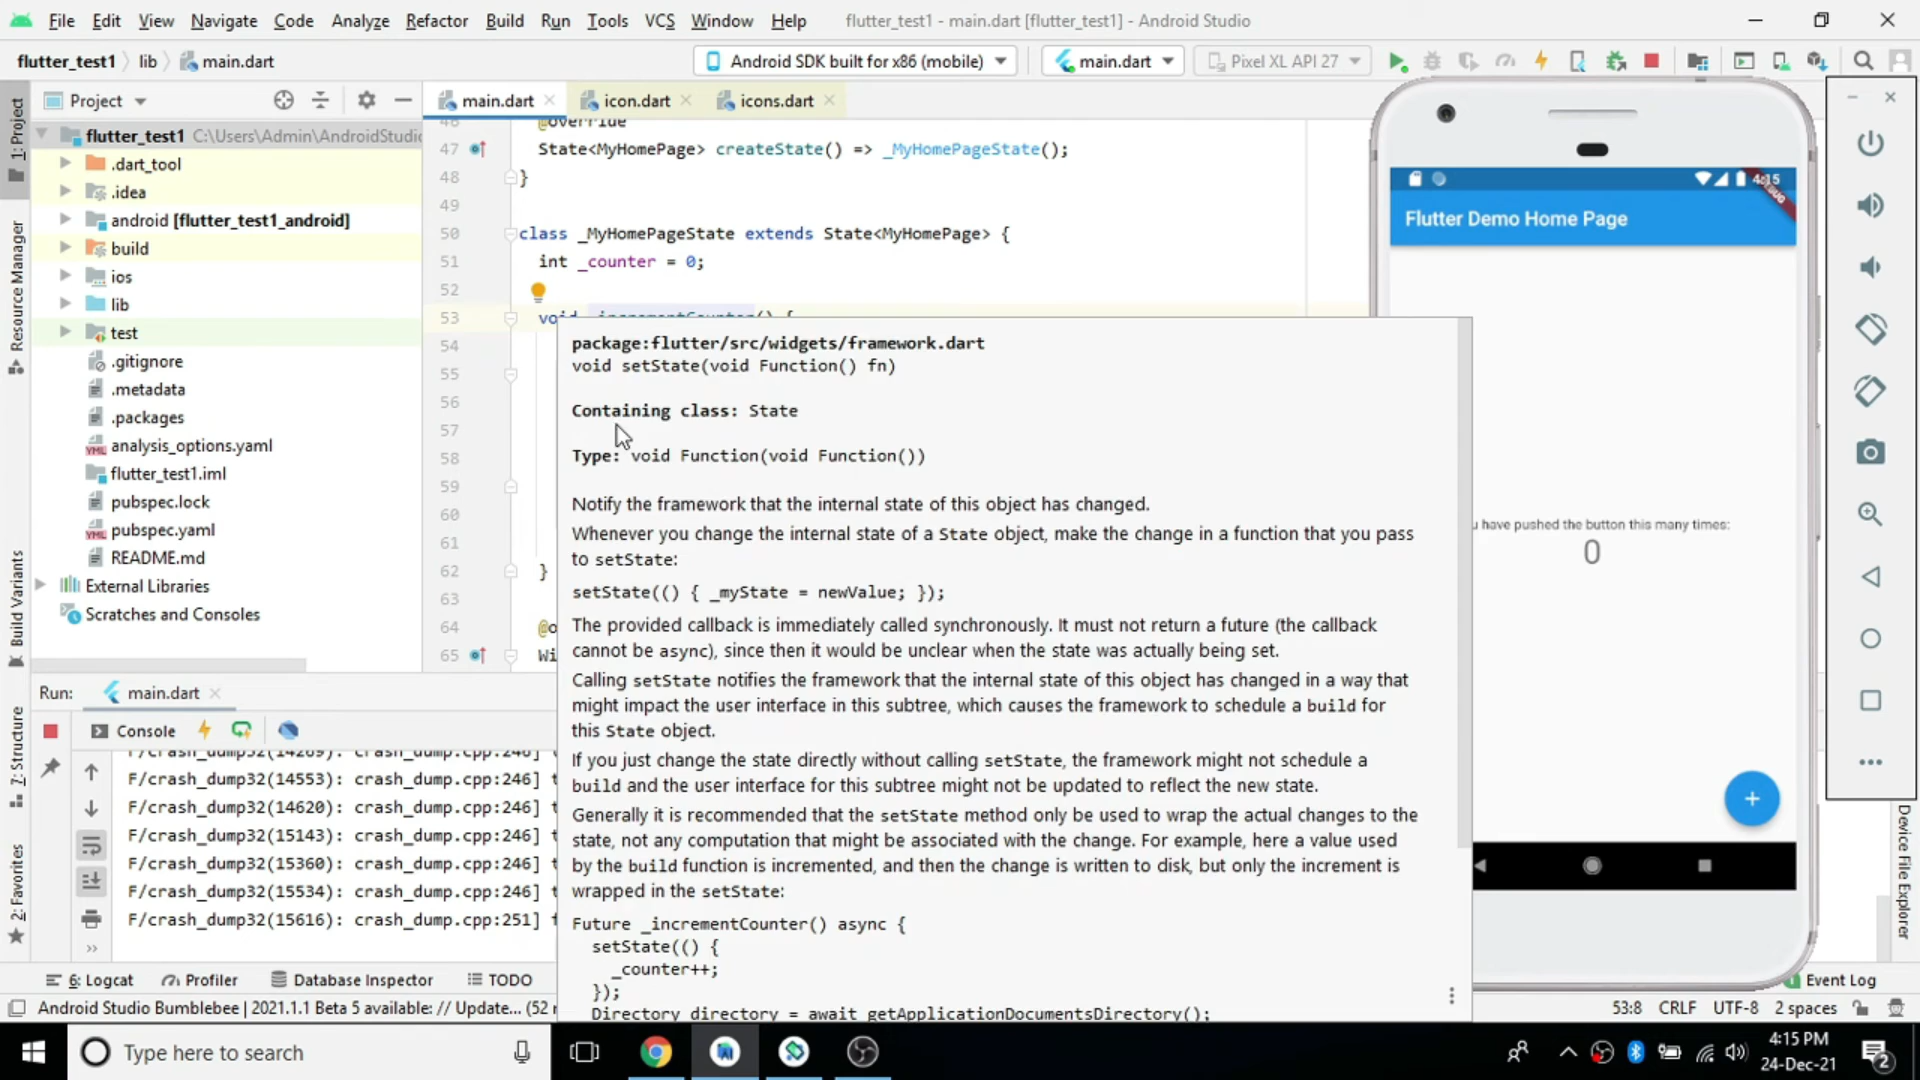 File Edit View Navigate Code Analyze Refactor Build Run Tools VCS Window Help flutter_test1 - main.dart [flutter_test1] - Android Studio
flutter_test1 lib main.dart Android SDK built for x86 (mobile) main.dart Pixel XL API 27
Project main.dart icon.dart icons.dart
1: Project
Resource Manager
Build Variants
7: Structure
2: Favorites
flutter_test1 C:\Users\Admin\AndroidStudio
.dart_tool
.idea
android [flutter_test1_android]
build
ios
lib
test
.gitignore
.metadata
.packages
analysis_options.yaml
flutter_test1.iml
pubspec.lock
pubspec.yaml
README.md
External Libraries
Scratches and Consoles
46 @override
47 State<MyHomePage> createState() => _MyHomePageState();
48 }
49
50 class _MyHomePageState extends State<MyHomePage> {
51 int _counter = 0;
52
53 void _incrementCounter() {
54
55
56
57
58
59
60
61
62 }
63
64 @o
65 Wi
package:flutter/src/widgets/framework.dart
void setState(void Function() fn)
Containing class: State
Type: void Function(void Function())
Notify the framework that the internal state of this object has changed.
Whenever you change the internal state of a State object, make the change in a function that you pass
to setState:
setState(() { _myState = newValue; });
The provided callback is immediately called synchronously. It must not return a future (the callback
cannot be async), since then it would be unclear when the state was actually being set.
Calling setState notifies the framework that the internal state of this object has changed in a way that
might impact the user interface in this subtree, which causes the framework to schedule a build for
this State object.
If you just change the state directly without calling setState, the framework might not schedule a
build and the user interface for this subtree might not be updated to reflect the new state.
Generally it is recommended that the setState method only be used to wrap the actual changes to the
state, not any computation that might be associated with the change. For example, here a value used
by the build function is incremented, and then the change is written to disk, but only the increment is
wrapped in the setState:
Future _incrementCounter() async {
setState(() {
_counter++;
});
Directory directory = await getApplicationDocumentsDirectory();
4:15
DEBUG
Flutter Demo Home Page
u have pushed the button this many times:
0
+
Device File Explorer
Run: main.dart
Console
F/crash_dump32(14269): crash_dump.cpp:246] t
F/crash_dump32(14553): crash_dump.cpp:246] t
F/crash_dump32(14620): crash_dump.cpp:246] t
F/crash_dump32(15143): crash_dump.cpp:246] t
F/crash_dump32(15360): crash_dump.cpp:246] t
F/crash_dump32(15534): crash_dump.cpp:246] t
F/crash_dump32(15616): crash_dump.cpp:251] f
6: Logcat Profiler Database Inspector TODO Event Log
Android Studio Bumblebee | 2021.1.1 Beta 5 available: // Update... (52 m 53:8 CRLF UTF-8 2 spaces
Type here to search
4:15 PM
24-Dec-21
2